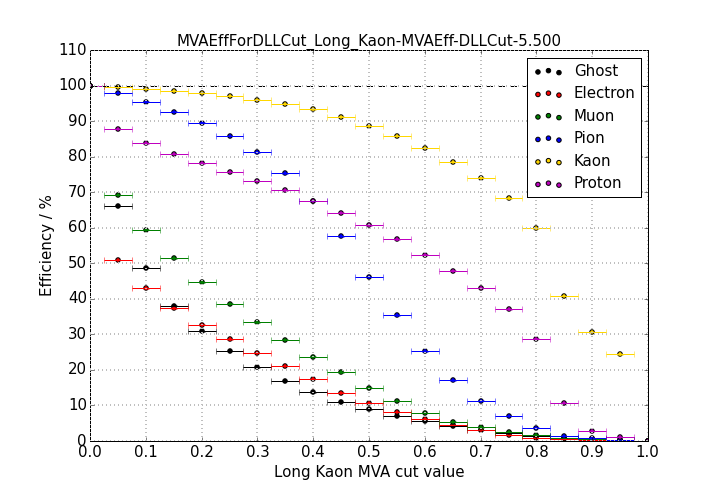 MVAEffForDLLCut_Long_Kaon-MVAEff-DLLCut-5.500
110
100
90
80
70
60
50
40
30
20
10
0
Efficiency / %
Ghost
Electron
Muon
Pion
Kaon
Proton
0.0 0.1 0.2 0.3 0.4 0.5 0.6 0.7 0.8 0.9 1.0
Long Kaon MVA cut value